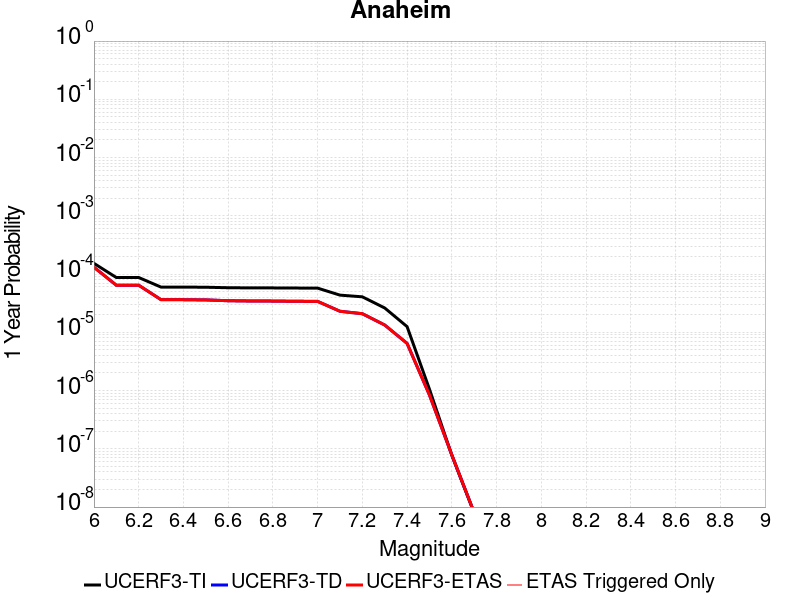 Anaheim
10^0
10^-1
10^-2
10^-3
10^-4
10^-5
10^-6
10^-7
10^-8
1 Year Probability
6 6.2 6.4 6.6 6.8 7 7.2 7.4 7.6 7.8 8 8.2 8.4 8.6 8.8 9
Magnitude
UCERF3-TI UCERF3-TD UCERF3-ETAS ETAS Triggered Only